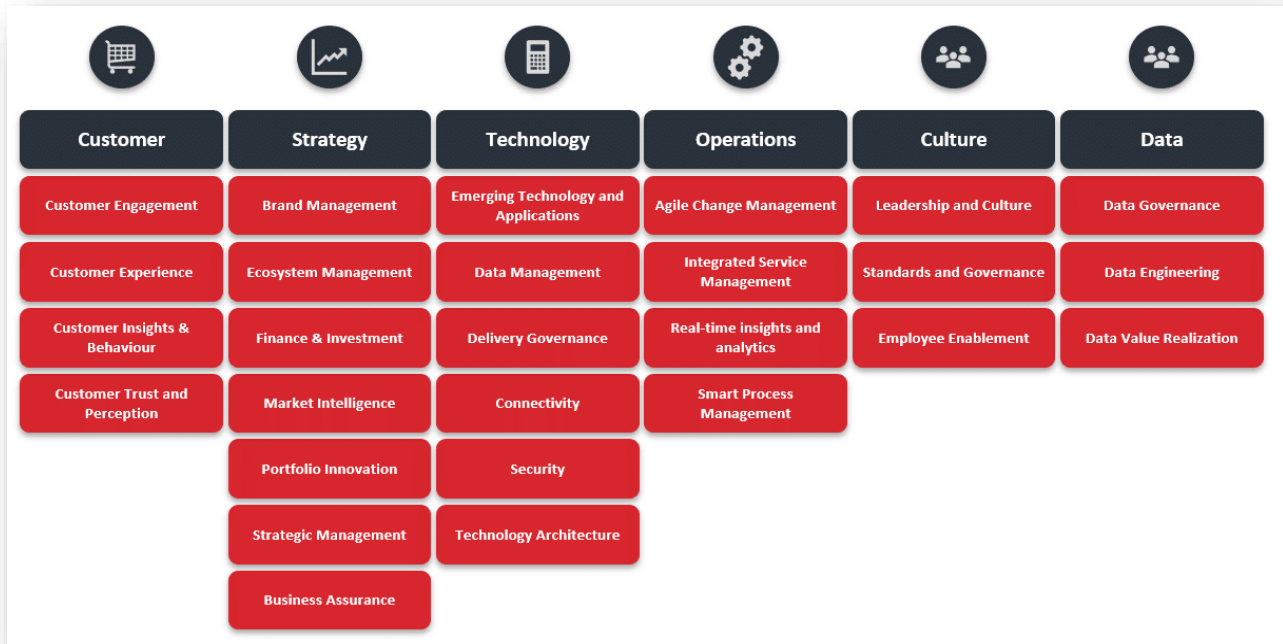 Customer
Strategy
Technology
Operations
Culture
Data
Customer Engagement
Brand Management
Emerging Technology and
Applications
Agile Change Management
Leadership and Culture
Data Governance
Customer Experience
Ecosystem Management
Data Management
Integrated Service
Management
Standards and Governance
Data Engineering
Customer Insights &
Behaviour
Finance & Investment
Delivery Governance
Real-time insights and
analytics
Employee Enablement
Data Value Realization
Customer Trust and
Perception
Market Intelligence
Connectivity
Smart Process
Management
Portfolio Innovation
Security
Strategic Management
Technology Architecture
Business Assurance